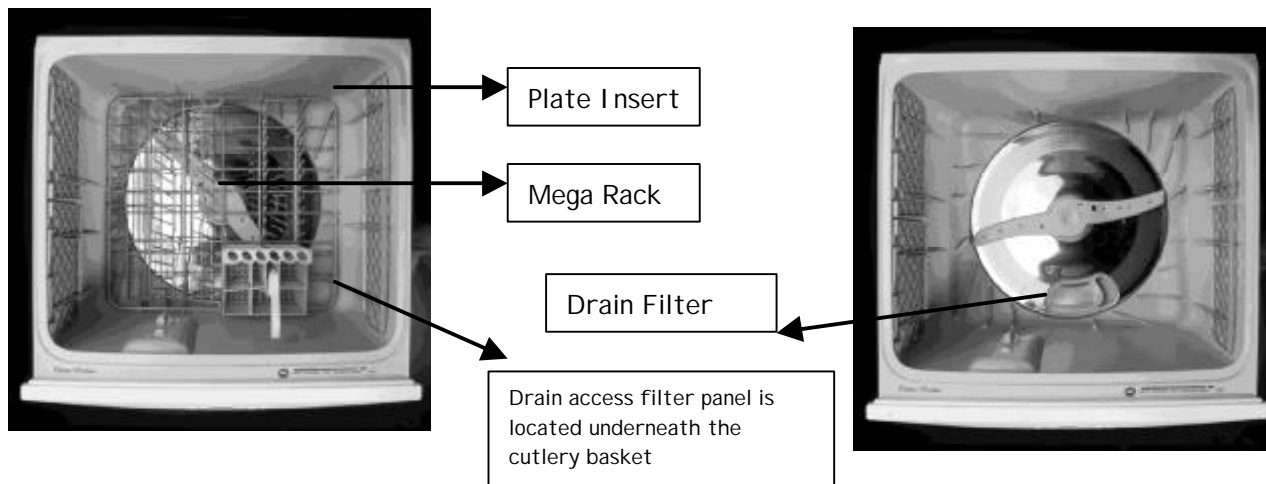 Plate Insert
Mega Rack
Drain Filter
Drain access filter panel is
located underneath the
cutlery basket